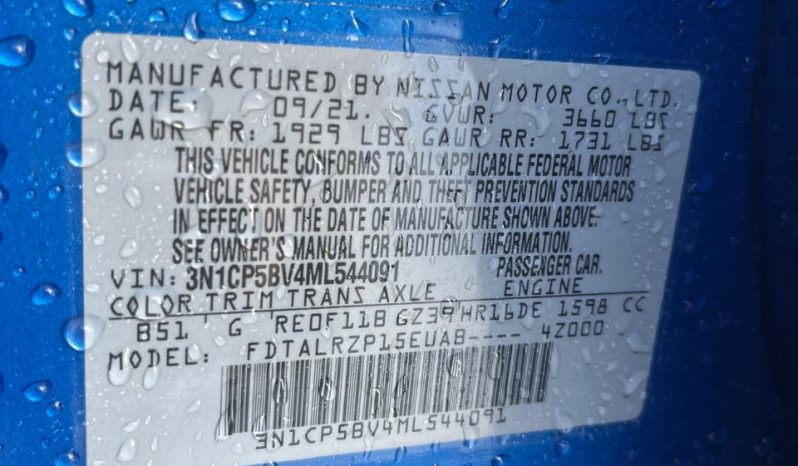 MANUFACTURED BY NISSAN MOTOR CO., LTD.
DATE: 09/21. GVWR: 3660 LBS
GAWR FR: 1929 LBS GAWR RR: 1731 LBS
THIS VEHICLE CONFORMS TO ALL APPLICABLE FEDERAL MOTOR
VEHICLE SAFETY, BUMPER AND THEFT PREVENTION STANDARDS
IN EFFECT ON THE DATE OF MANUFACTURE SHOWN ABOVE.
SEE OWNER'S MANUAL FOR ADDITIONAL INFORMATION.
VIN: 3N1CP5BV4ML544091 PASSENGER CAR.
COLOR TRIM TRANS AXLE ENGINE
B51 G RE0F11B GZ39 HR16DE 1598 CC
MODEL: FDTALRZP15EUAB---- 4Z000
3N1CP5BV4ML544091